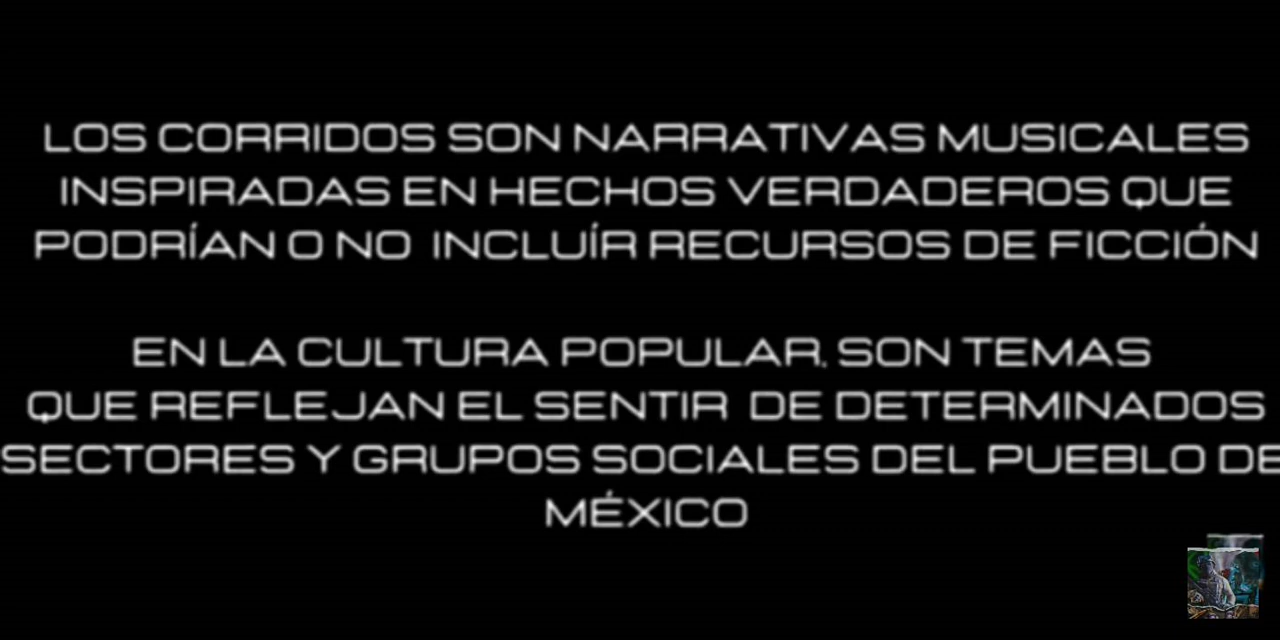 LOS CORRIDOS SON NARRATIVAS MUSICALES
INSPIRADAS EN HECHOS VERDADEROS QUE
PODRÍAN O NO INCLUÍR RECURSOS DE FICCIÓN
EN LA CULTURA POPULAR, SON TEMAS
QUE REFLEJAN EL SENTIR DE DETERMINADOS
SECTORES Y GRUPOS SOCIALES DEL PUEBLO DE
MÉXICO